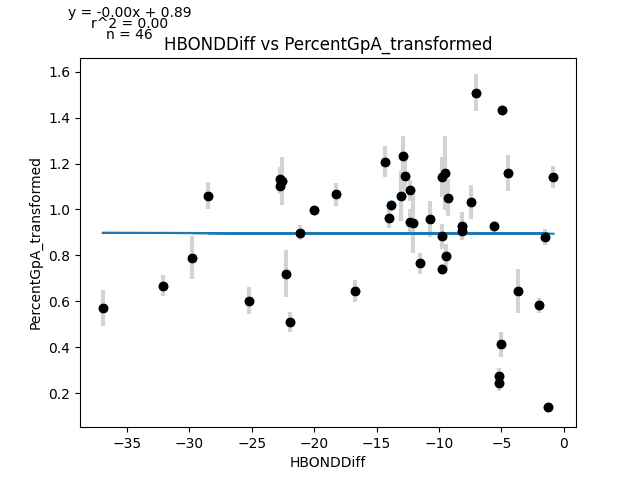 y = -0.00x + 0.89
r^2 = 0.00
n = 46
HBONDDiff vs PercentGpA_transformed
PercentGpA_transformed
1.6
1.4
1.2
1.0
0.8
0.6
0.4
0.2
−35 −30 −25 −20 −15 −10 −5 0
HBONDDiff